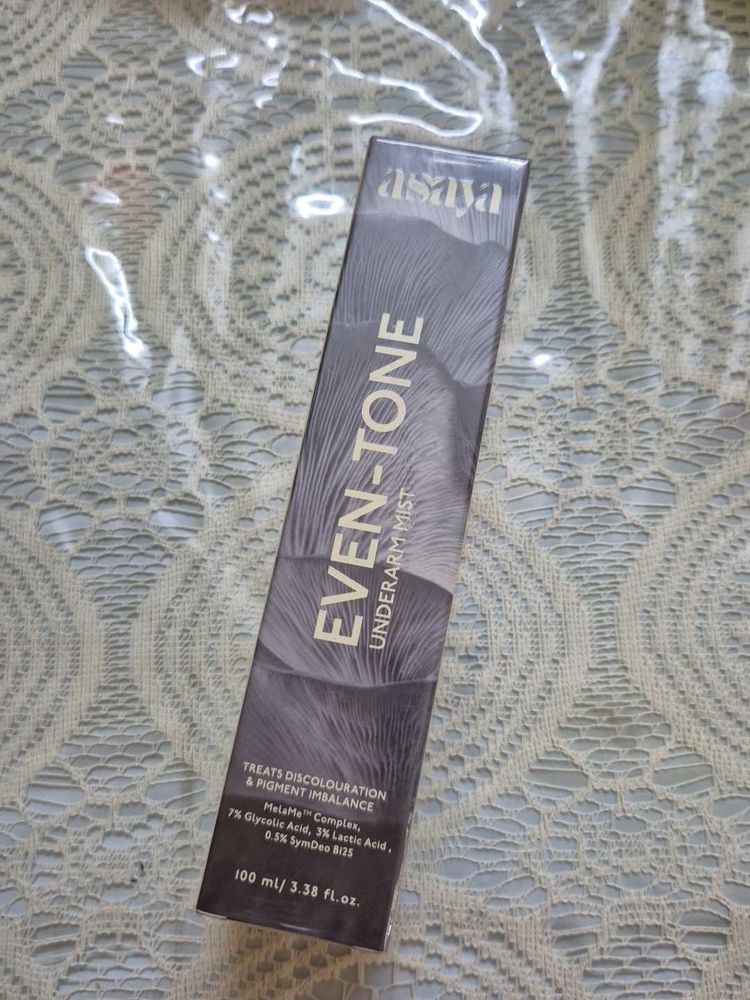 asaya
EVEN-TONE
UNDERARM MIST
TREATS DISCOLOURATION
& PIGMENT IMBALANCE
MelaMe™ Complex,
7% Glycolic Acid, 3% Lactic Acid,
0.5% SymDeo B125
100 ml/ 3.38 fl.oz.